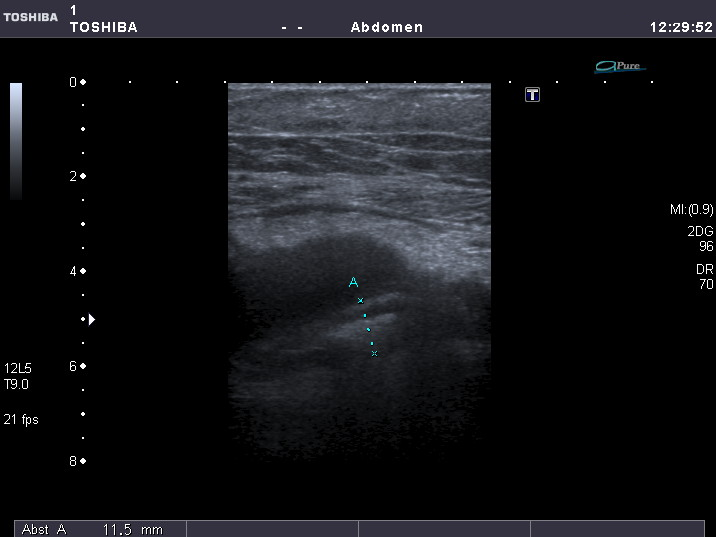 TOSHIBA
1
TOSHIBA - - Abdomen 12:29:52
aPure
T
0
2
4
6
8
A
MI:(0.9)
2DG
96
DR
70
12L5
T9.0
21 fps
Abst A 11.5 mm